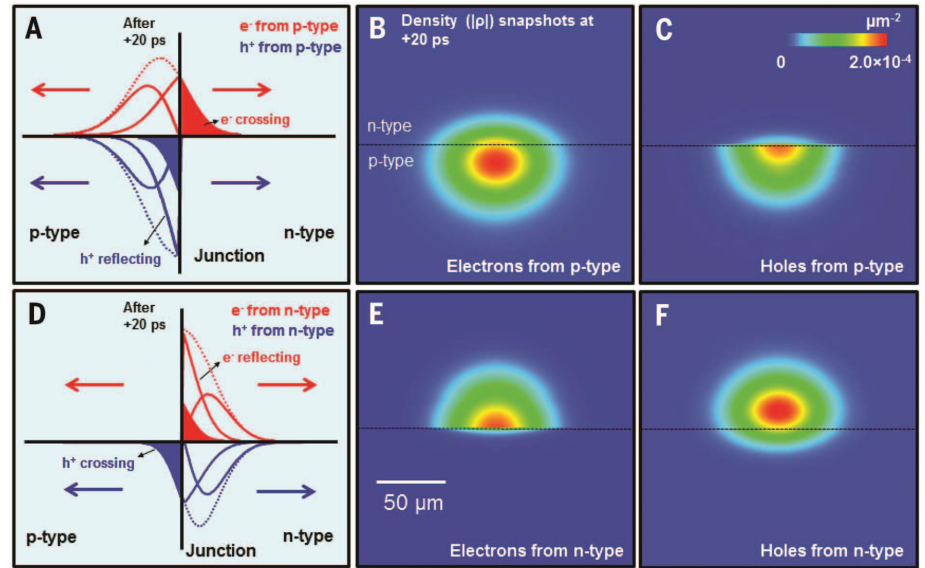 A
After
+20 ps
e⁻ from p-type
h⁺ from p-type
e⁻ crossing
p-type
n-type
h⁺ reflecting
Junction
B
Density (|ρ|) snapshots at
+20 ps
n-type
p-type
Electrons from p-type
C
µm⁻²
0
2.0×10⁻⁴
Holes from p-type
D
After
+20 ps
e⁻ from n-type
h⁺ from n-type
e⁻ reflecting
h⁺ crossing
p-type
n-type
Junction
E
50 µm
Electrons from n-type
F
Holes from n-type